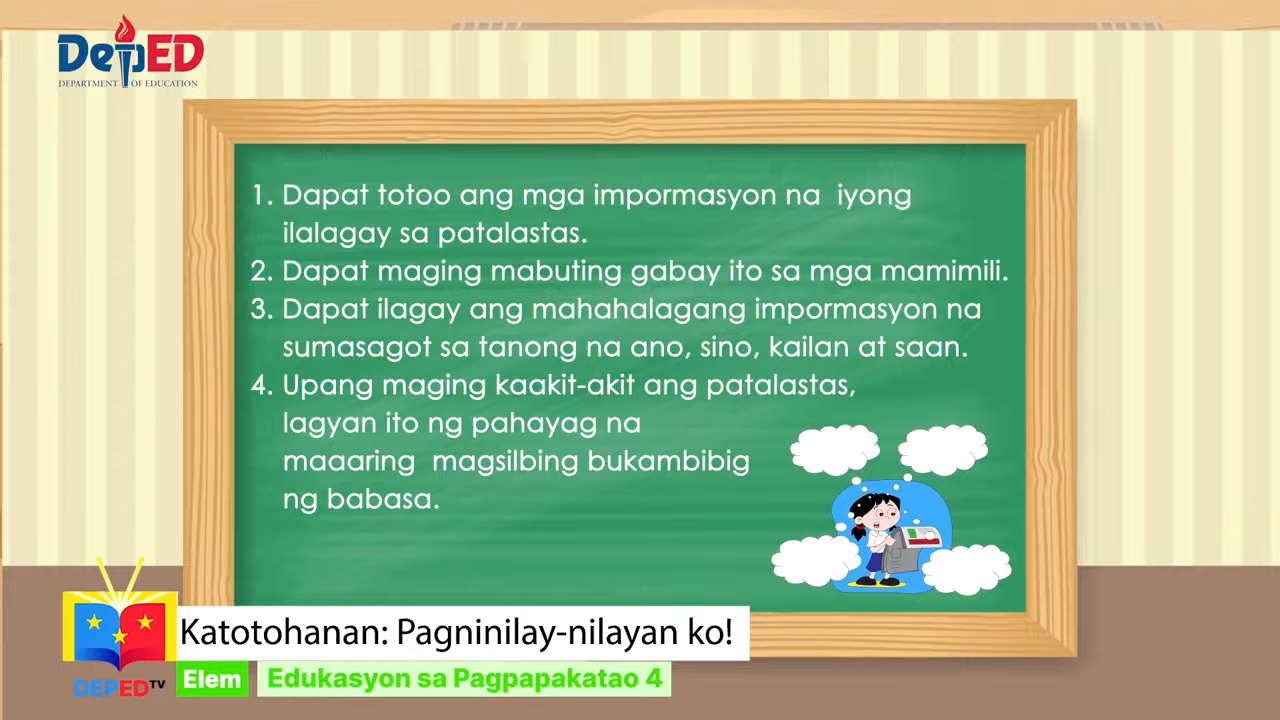 DepED
DEPARTMENT OF EDUCATION
1. Dapat totoo ang mga impormasyon na iyong
ilalagay sa patalastas.
2. Dapat maging mabuting gabay ito sa mga mamimili.
3. Dapat ilagay ang mahahalagang impormasyon na
sumasagot sa tanong na ano, sino, kailan at saan.
4. Upang maging kaakit-akit ang patalastas,
lagyan ito ng pahayag na
maaaring magsilbing bukambibig
ng babasa.
Katotohanan: Pagninilay-nilayan ko!
DEPED TV
Elem
Edukasyon sa Pagpapakatao 4